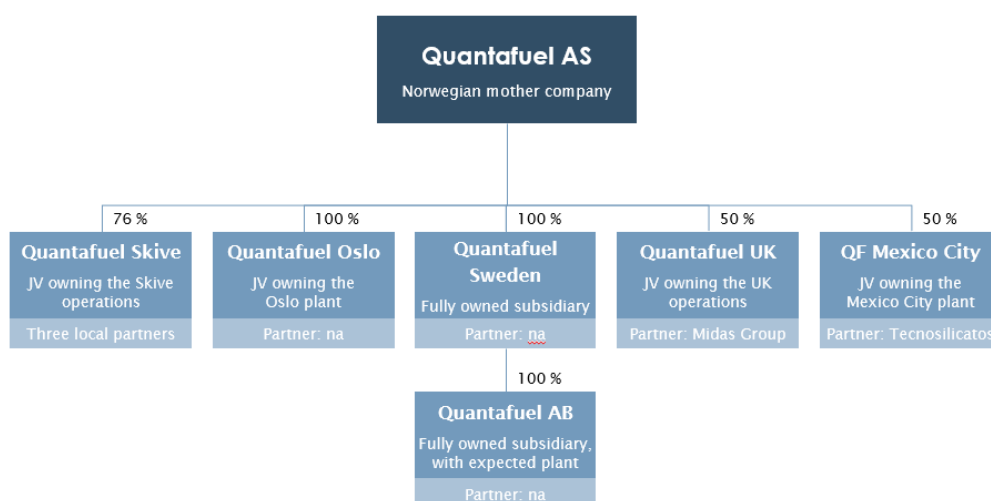 Quantafuel AS
Norwegian mother company
76 %
100 %
100 %
50 %
50 %
Quantafuel Skive
JV owning the Skive
operations
Three local partners
Quantafuel Oslo
JV owning the
Oslo plant
Partner: na
Quantafuel
Sweden
Fully owned subsidiary
Partner: na
Quantafuel UK
JV owning the UK
operations
Partner: Midas Group
QF Mexico City
JV owning the
Mexico City plant
Partner: Tecnosilicatos
100 %
Quantafuel AB
Fully owned subsidiary,
with expected plant
Partner: na